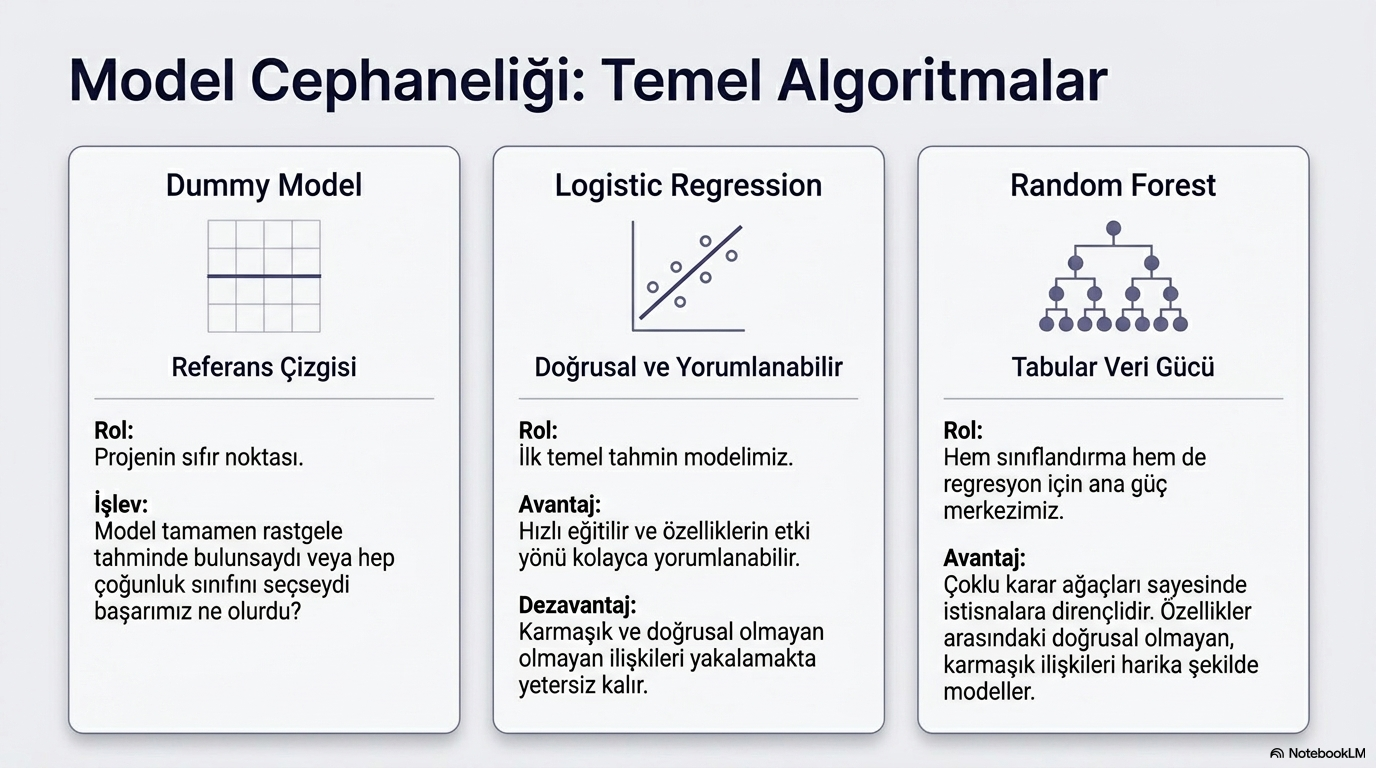 Model Cephaneliği: Temel Algoritmalar
Dummy Model
Referans Çizgisi
Rol:
Projenin sıfır noktası.
İşlev:
Model tamamen rastgele
tahminde bulunsaydı veya hep
çoğunluk sınıfını seçseydi
başarımız ne olurdu?
Logistic Regression
Doğrusal ve Yorumlanabilir
Rol:
İlk temel tahmin modelimiz.
Avantaj:
Hızlı eğitilir ve özelliklerin etki
yönü kolayca yorumlanabilir.
Dezavantaj:
Karmaşık ve doğrusal olmayan
olmayan ilişkileri yakalamakta
yetersiz kalır.
Random Forest
Tabular Veri Gücü
Rol:
Hem sınıflandırma hem de
regresyon için ana güç
merkezimiz.
Avantaj:
Çoklu karar ağaçları sayesinde
istisnalara dirençlidir. Özellikler
arasındaki doğrusal olmayan,
karmaşık ilişkileri harika şekilde
modeller.
NotebookLM